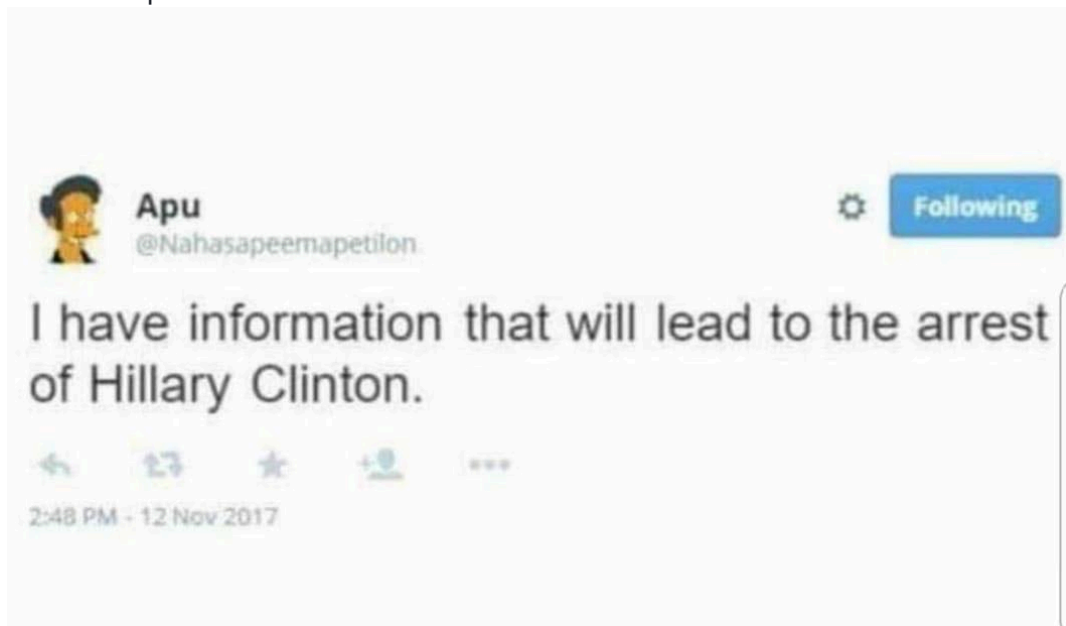 Apu
Following
@Nahasapeemapetilon
I have information that will lead to the arrest
of Hillary Clinton.
2:48 PM - 12 Nov 2017